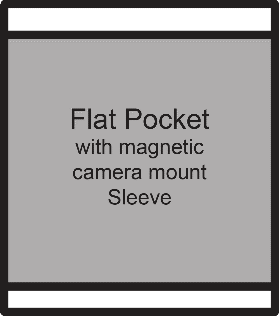 Flat Pocket
with magnetic
camera mount
Sleeve